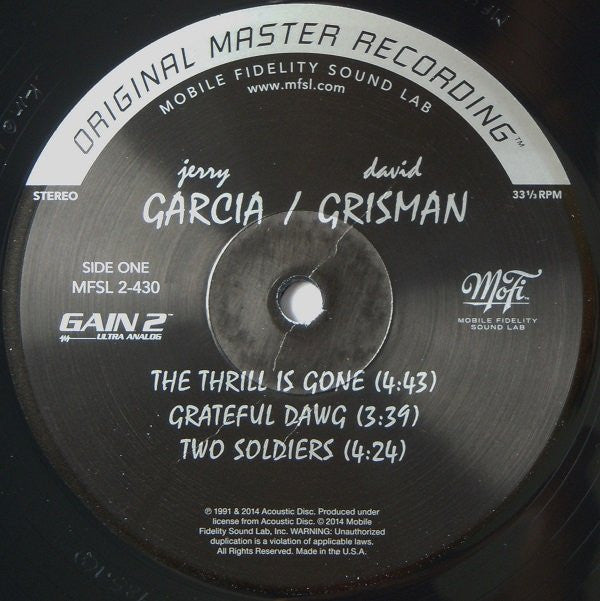 ORIGINAL MASTER RECORDING™
MOBILE FIDELITY SOUND LAB
www.mfsl.com
jerry david
GARCIA / GRISMAN
STEREO
33⅓ RPM
SIDE ONE
MFSL 2-430
GAIN 2™
ULTRA ANALOG
MoFi™
MOBILE FIDELITY
SOUND LAB
THE THRILL IS GONE (4:43)
GRATEFUL DAWG (3:39)
TWO SOLDIERS (4:24)
℗ 1991 & 2014 Acoustic Disc. Produced under
license from Acoustic Disc. © 2014 Mobile
Fidelity Sound Lab, Inc. WARNING: Unauthorized
duplication is a violation of applicable laws.
All Rights Reserved. Made in the U.S.A.